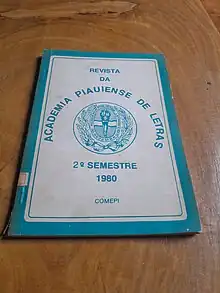 REVISTA
DA
ACADEMIA PIAUIENSE DE LETRAS
2º SEMESTRE
1980
COMEPI